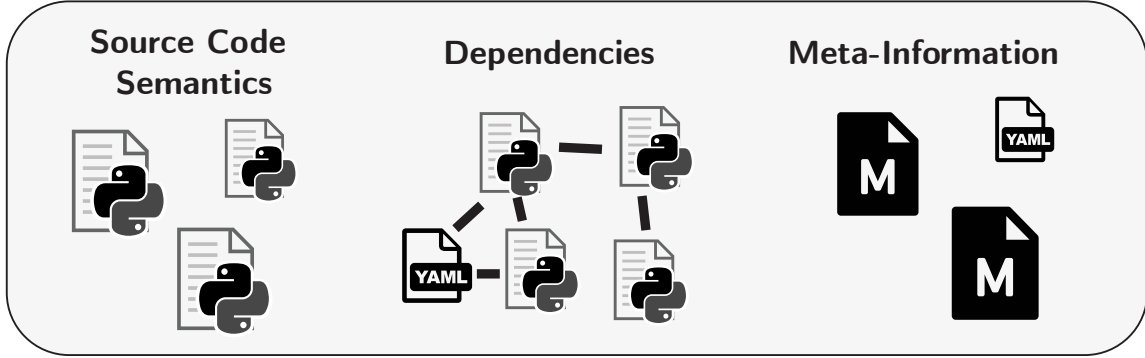 Source Code
Semantics
Dependencies
Meta-Information
YAML
YAML
M
M